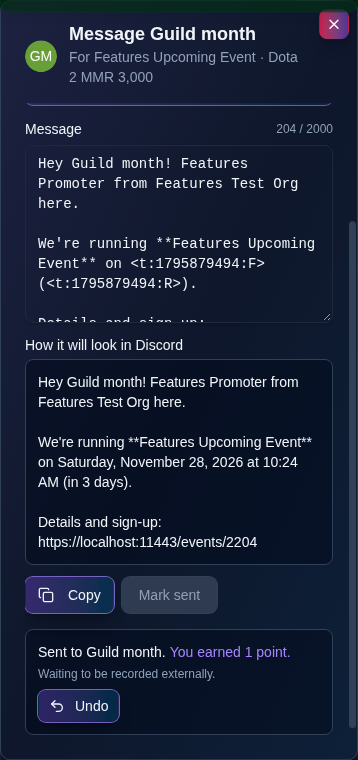 GM
Message Guild month
For Features Upcoming Event · Dota
2 MMR 3,000
Message
204 / 2000
Hey Guild month! Features
Promoter from Features Test Org
here.
We're running **Features Upcoming
Event** on <t:1795879494:F>
(<t:1795879494:R>).
Details and sign-up:
How it will look in Discord
Hey Guild month! Features Promoter from
Features Test Org here.
We're running **Features Upcoming Event**
on Saturday, November 28, 2026 at 10:24
AM (in 3 days).
Details and sign-up:
https://localhost:11443/events/2204
Copy
Mark sent
Sent to Guild month. You earned 1 point.
Waiting to be recorded externally.
Undo